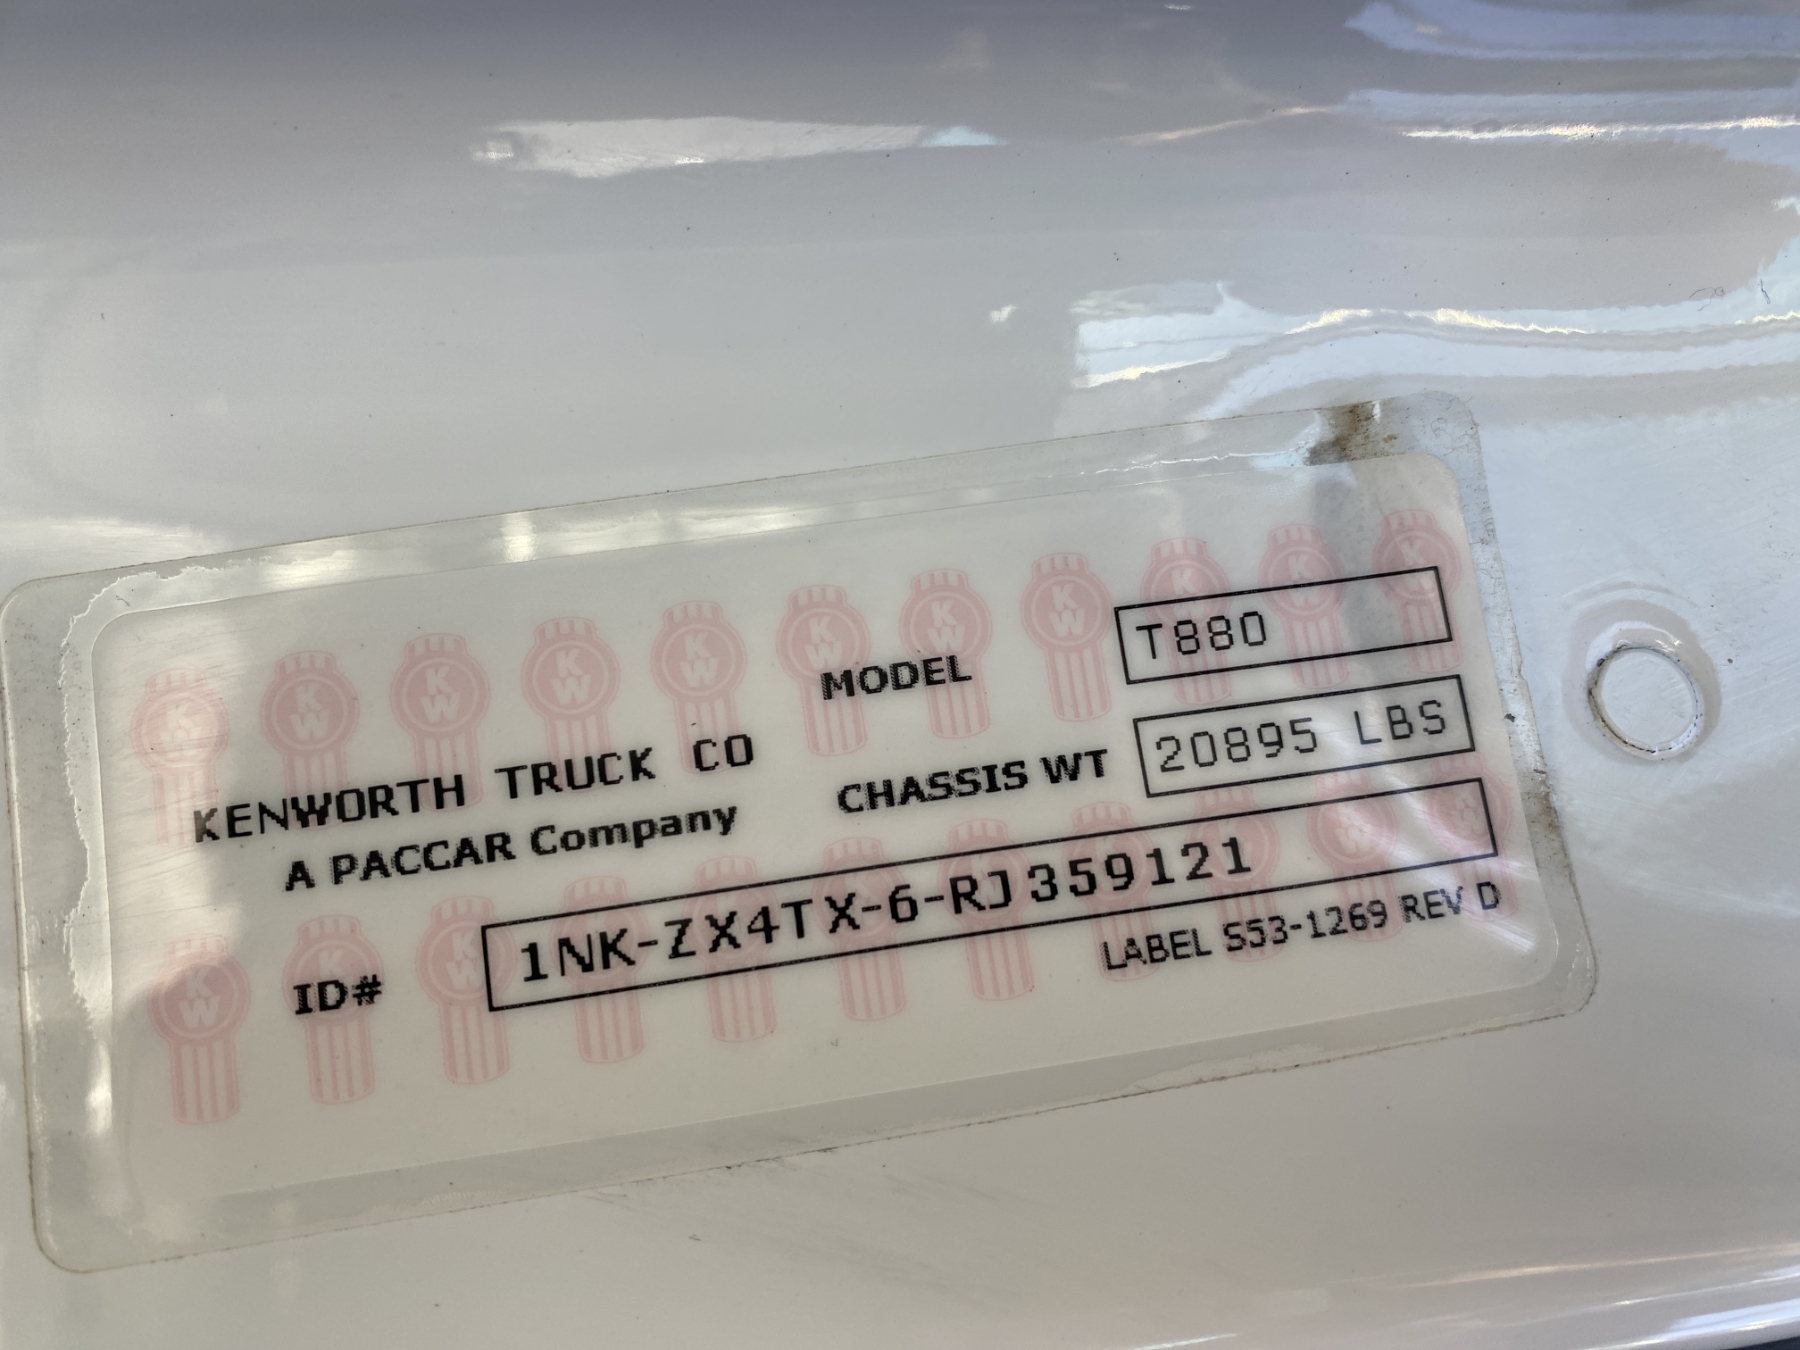 MODEL T880
KENWORTH TRUCK CO
A PACCAR Company
CHASSIS WT 20895 LBS
ID# 1NK-ZX4TX-6-RJ359121
LABEL S53-1269 REV D